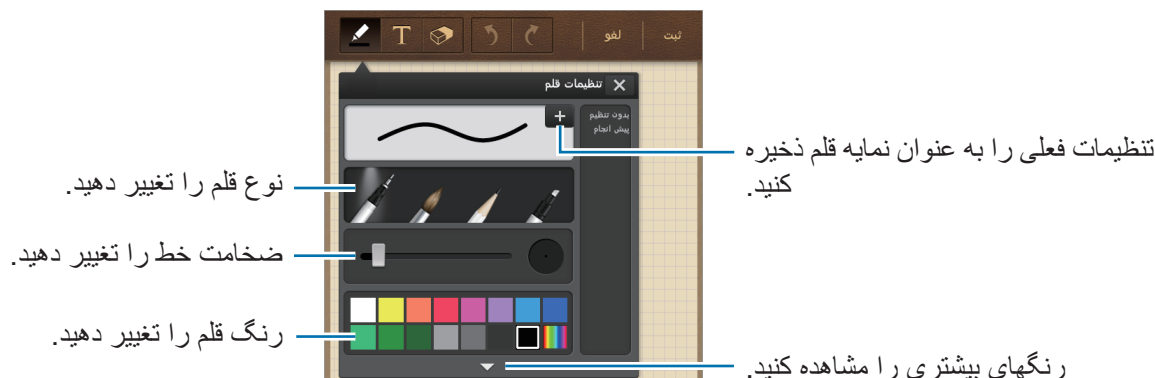 ثبت
لغو
T
تنظیمات قلم
بدون تنظیم
پیش انجام
تنظیمات فعلی را به عنوان نمایه قلم ذخیره
کنید.
نوع قلم را تغییر دهید.
ضخامت خط را تغییر دهید.
رنگ قلم را تغییر دهید.
رنگهای بیشتری را مشاهده کنید.